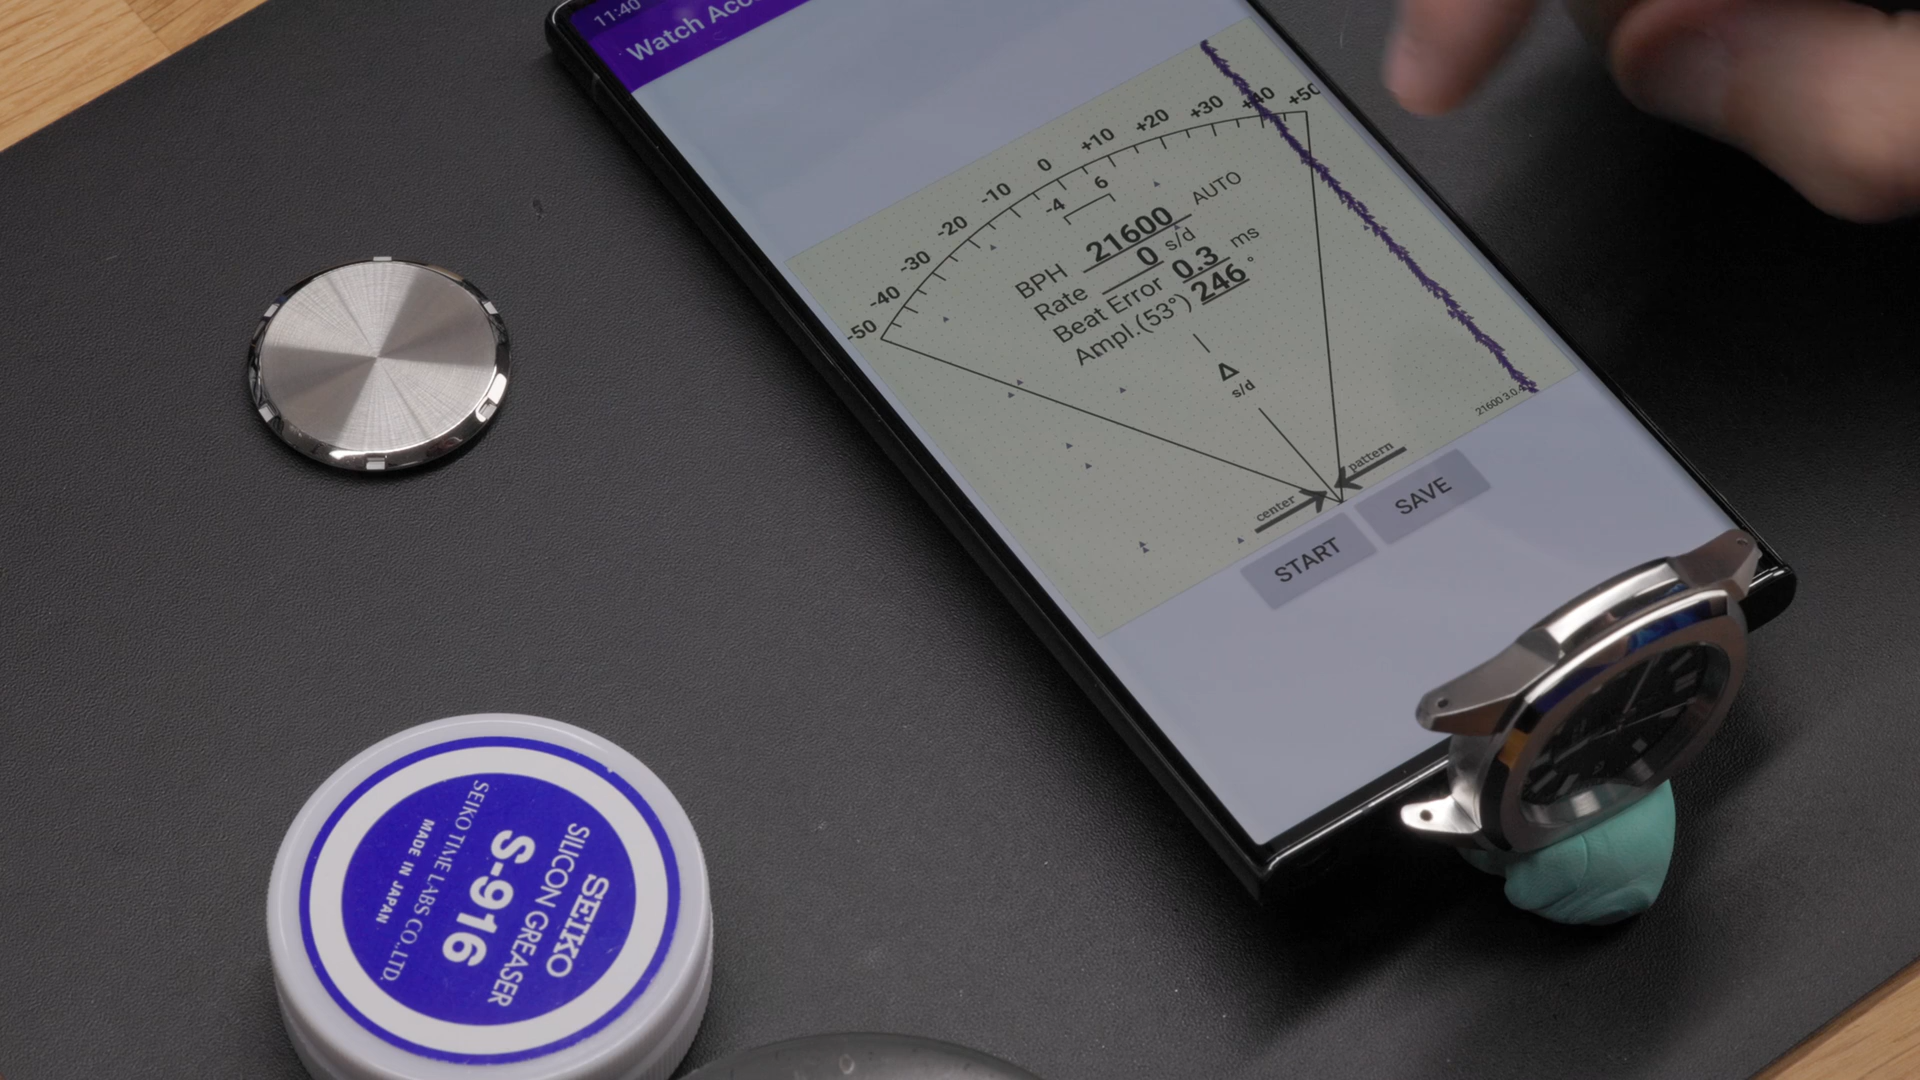 11:40
Watch Acc
-50
-40
-30
-20
-10
0
+10
+20
+30
+40
+50
-4 6
BPH 21600 AUTO
Rate 0 s/d
Beat Error 0.3 ms
Ampl.(53°) 246 °
Δ
s/d
21600 3.0.
center
pattern
START
SAVE
SEIKO
SILICON GREASER
S-916
MADE IN JAPAN
SEIKO TIME LABS CO.,LTD.